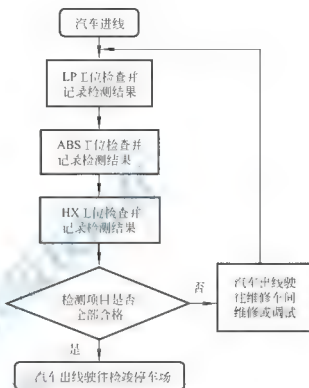 汽车进线
LP工位检查并
记录检测结果
ABS工位检查并
记录检测结果
HX工位检查并
记录检测结果
检测项目是否
全部合格
否
汽车出线驶
往维修车间
维修或调试
是
汽车出线驶往检竣停车场